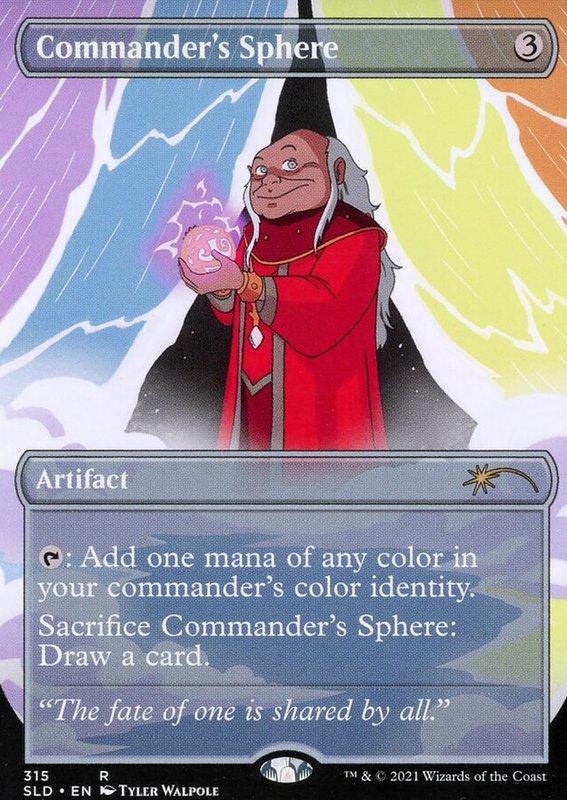 Commander's Sphere 3
Artifact
: Add one mana of any color in
your commander's color identity.
Sacrifice Commander's Sphere:
Draw a card.
“The fate of one is shared by all.”
315 R
SLD • EN Tyler Walpole
™ & © 2021 Wizards of the Coast